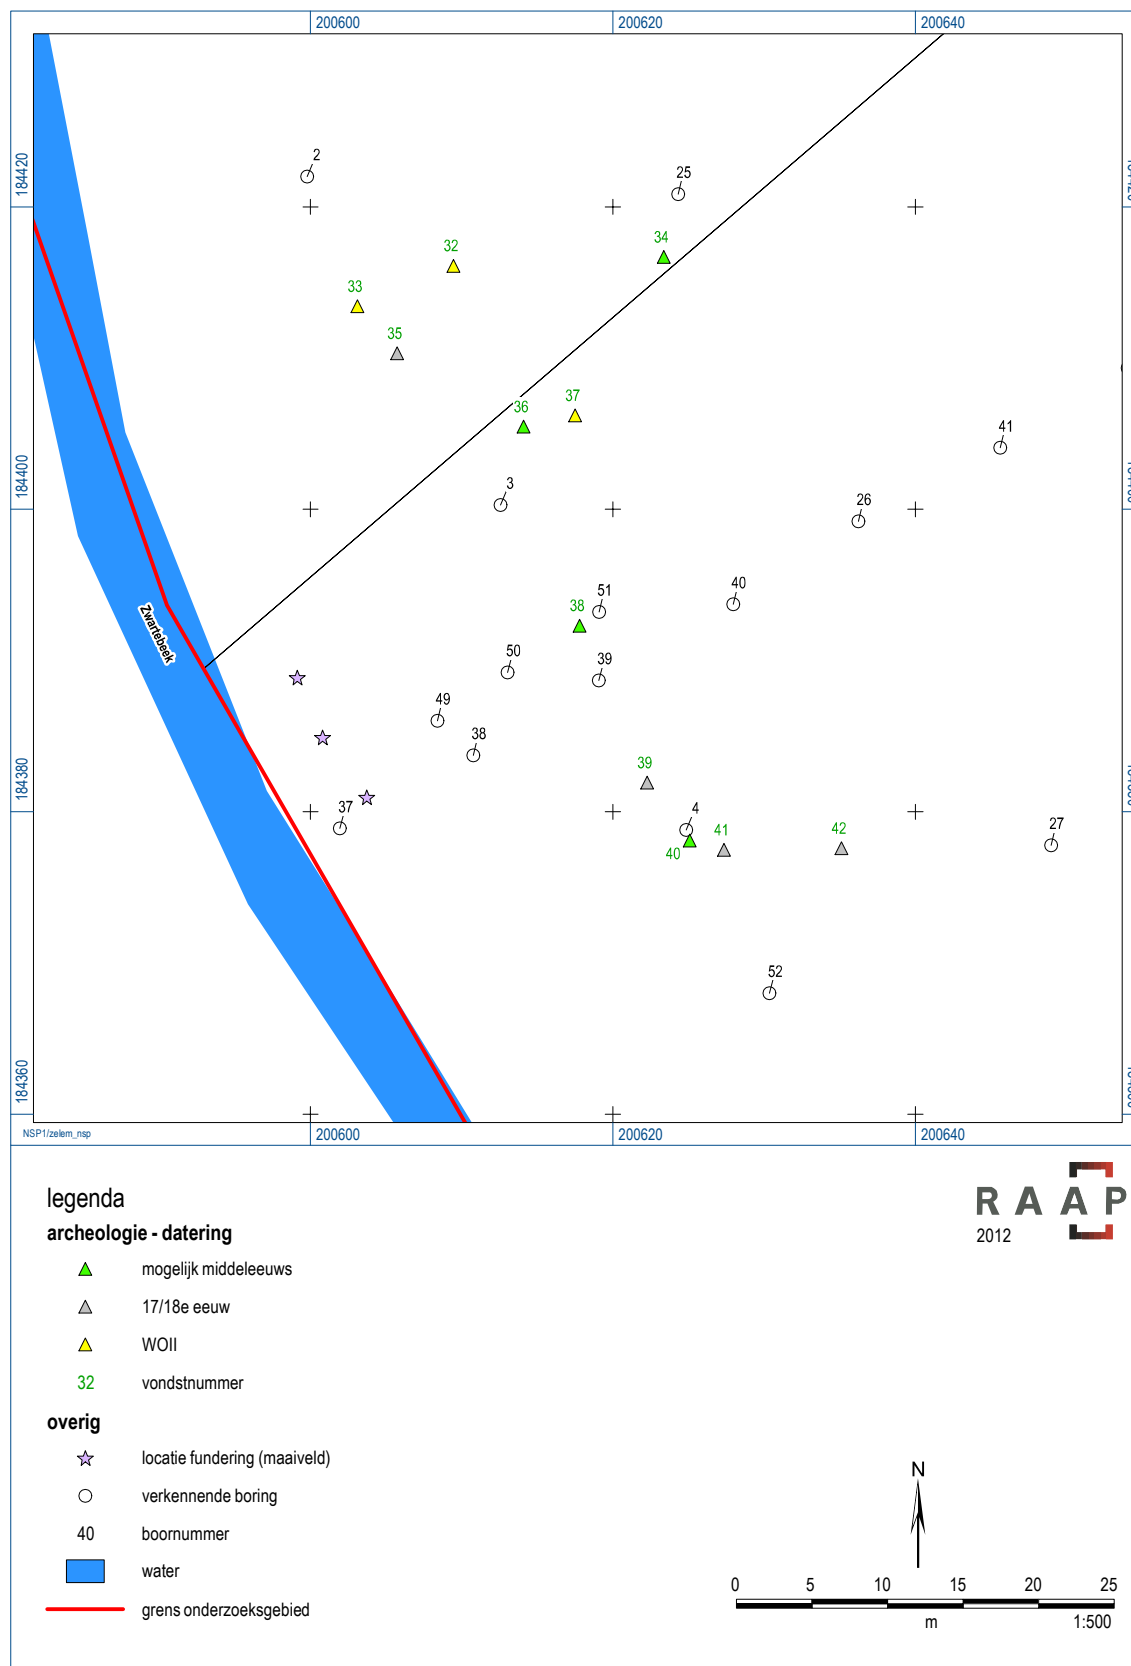 200600 200620 200640
184420
2
25
34
32
33
35
37
36
41
184400
3
26
51
40
38
Zwartebeek
50
39
49
38
184380
39
37
4
41
42
27
40
52
184360
NSP1/zelem_nsp
200600 200620 200640
legenda
archeologie - datering
mogelijk middeleeuws
17/18e eeuw
WOII
32 vondstnummer
overig
locatie fundering (maaiveld)
verkennende boring
40 boornummer
water
grens onderzoeksgebied
RAAP
2012
N
0 5 10 15 20 25
m 1:500